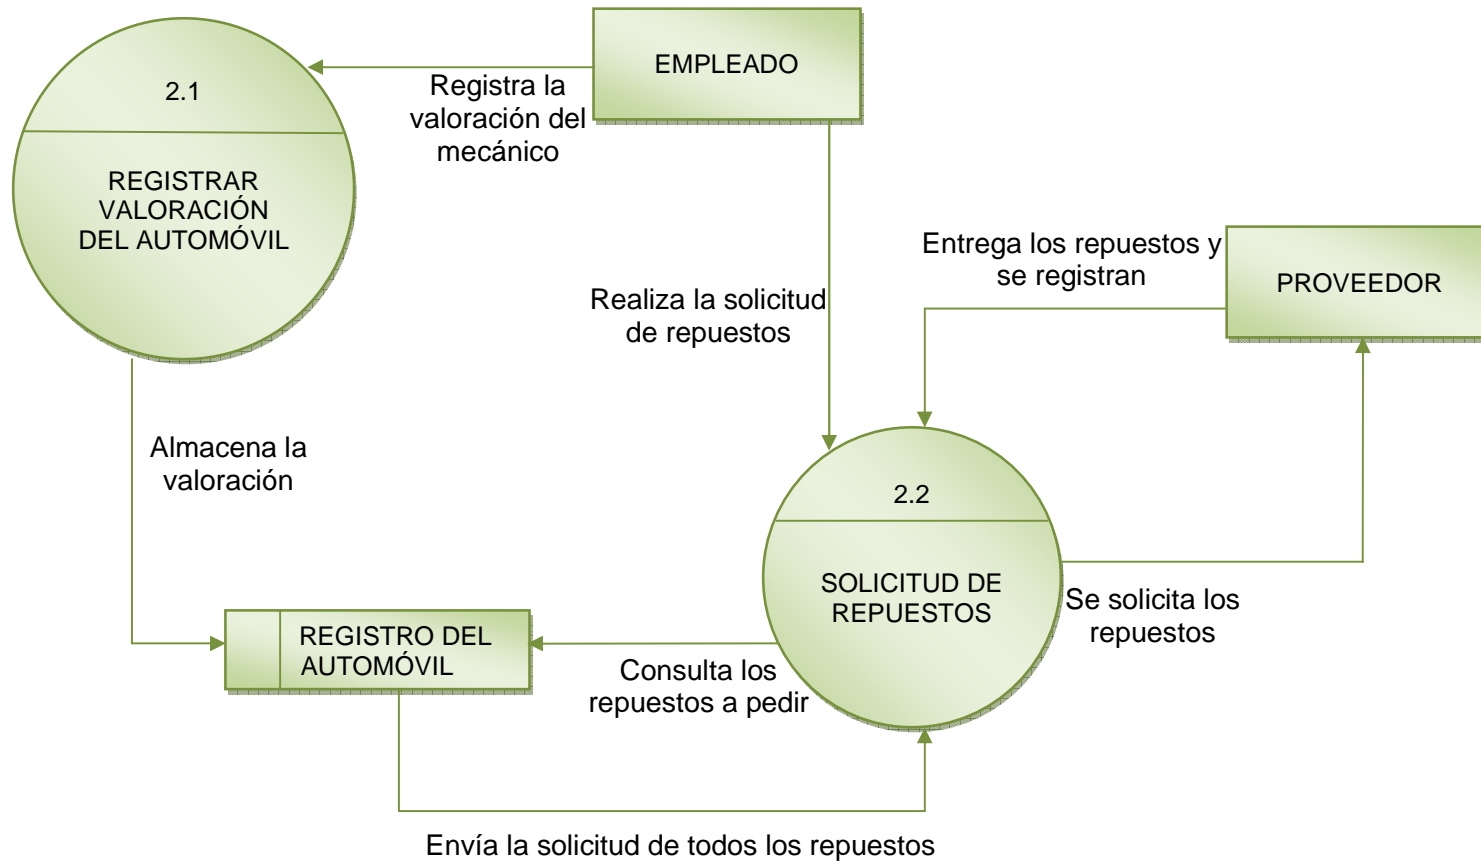 EMPLEADO
2.1
Registra la
valoración del
mecánico
REGISTRAR
VALORACIÓN
DEL AUTOMÓVIL
Entrega los repuestos y
se registran
PROVEEDOR
Realiza la solicitud
de repuestos
Almacena la
valoración
2.2
SOLICITUD DE
REPUESTOS
Se solicita los
repuestos
REGISTRO DEL
AUTOMÓVIL
Consulta los
repuestos a pedir
Envía la solicitud de todos los repuestos